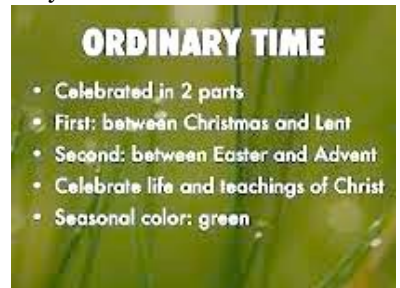 ORDINARY TIME
• Celebrated in 2 parts
• First: between Christmas and Lent
• Second: between Easter and Advent
• Celebrate life and teachings of Christ
• Seasonal color: green